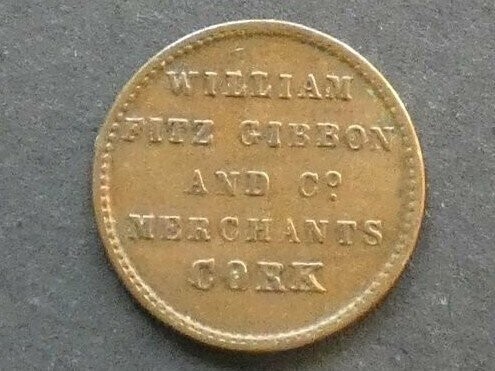 WILLIAM
FITZ GIBBON
AND Cº
MERCHANTS
CORK